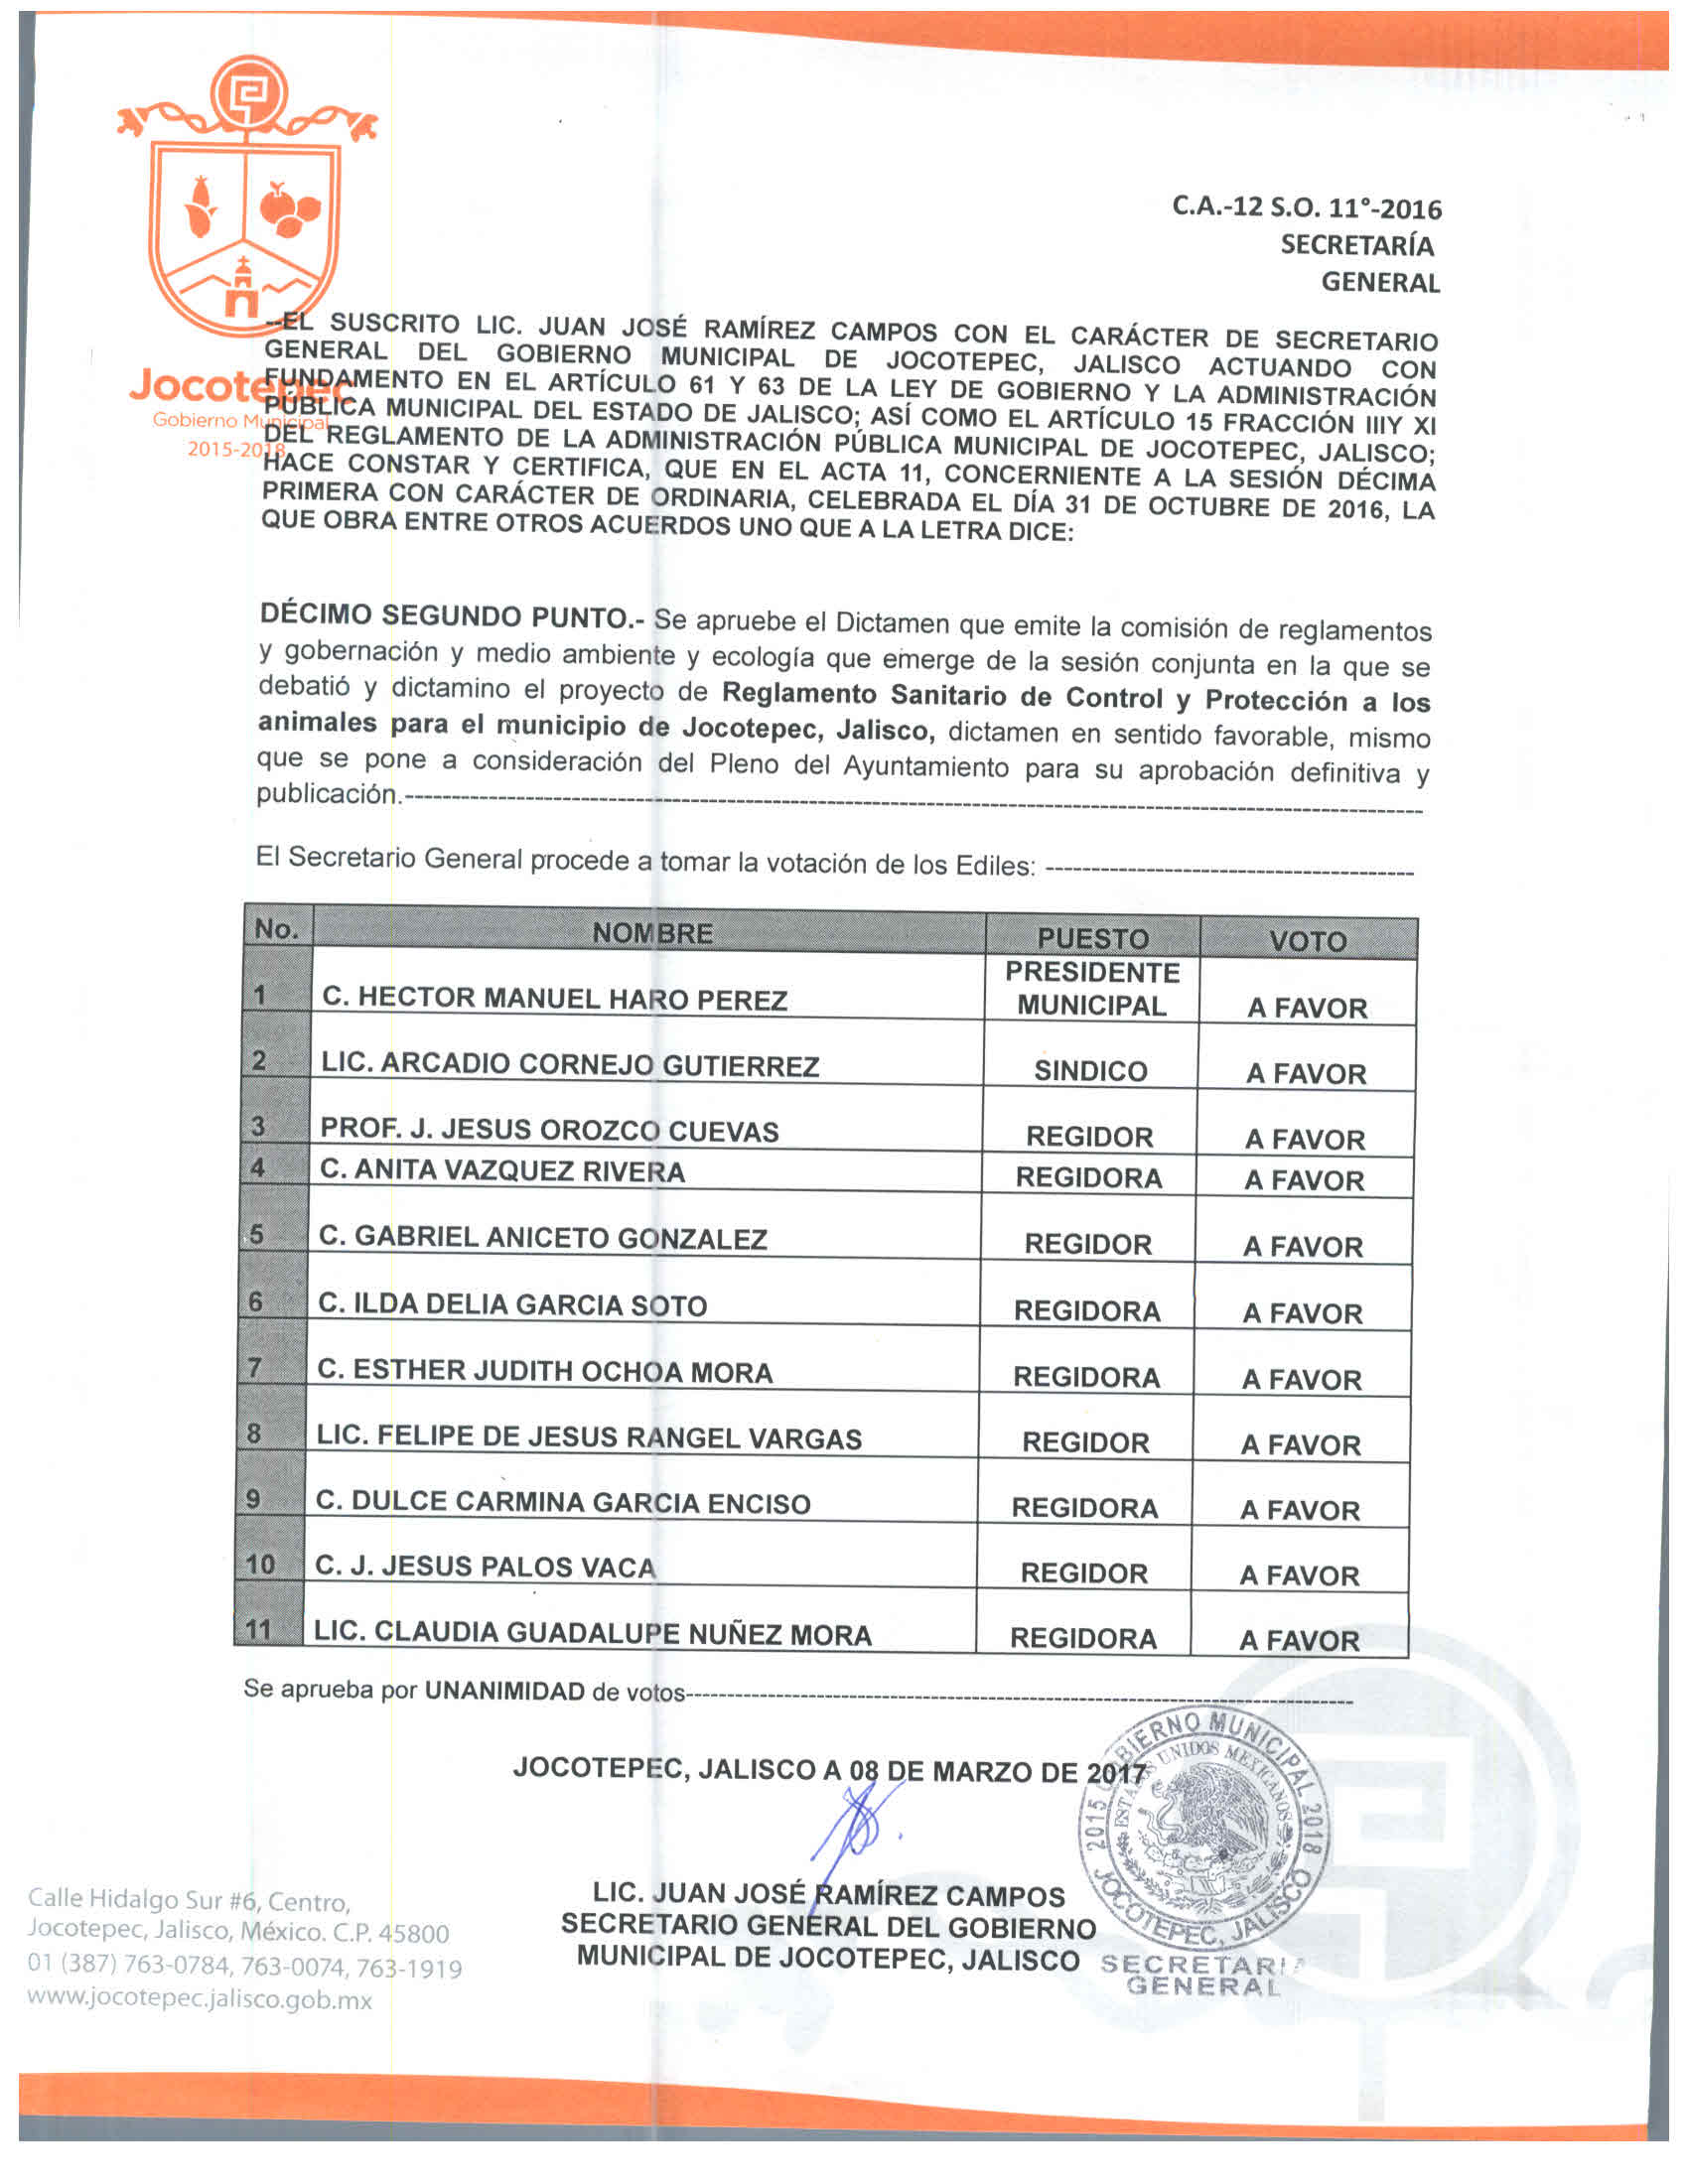 C.A.-12 S.O. 11°-2016
SECRETARÍA
GENERAL
--EL SUSCRITO LIC. JUAN JOSÉ RAMÍREZ CAMPOS CON EL CARÁCTER DE SECRETARIO
GENERAL DEL GOBIERNO MUNICIPAL DE JOCOTEPEC, JALISCO ACTUANDO CON
FUNDAMENTO EN EL ARTÍCULO 61 Y 63 DE LA LEY DE GOBIERNO Y LA ADMINISTRACIÓN
PÚBLICA MUNICIPAL DEL ESTADO DE JALISCO; ASÍ COMO EL ARTÍCULO 15 FRACCIÓN IIIY XI
DEL REGLAMENTO DE LA ADMINISTRACIÓN PÚBLICA MUNICIPAL DE JOCOTEPEC, JALISCO;
HACE CONSTAR Y CERTIFICA, QUE EN EL ACTA 11, CONCERNIENTE A LA SESIÓN DÉCIMA
PRIMERA CON CARÁCTER DE ORDINARIA, CELEBRADA EL DÍA 31 DE OCTUBRE DE 2016, LA
QUE OBRA ENTRE OTROS ACUERDOS UNO QUE A LA LETRA DICE:
Jocotepec
Gobierno Municipal
2015-2018
DÉCIMO SEGUNDO PUNTO.- Se apruebe el Dictamen que emite la comisión de reglamentos
y gobernación y medio ambiente y ecología que emerge de la sesión conjunta en la que se
debatió y dictamino el proyecto de Reglamento Sanitario de Control y Protección a los
animales para el municipio de Jocotepec, Jalisco, dictamen en sentido favorable, mismo
que se pone a consideración del Pleno del Ayuntamiento para su aprobación definitiva y
publicación.------------------------------------------------------------
El Secretario General procede a tomar la votación de los Ediles: ------------------------------
No. NOMBRE PUESTO VOTO
1 C. HECTOR MANUEL HARO PEREZ PRESIDENTE MUNICIPAL A FAVOR
2 LIC. ARCADIO CORNEJO GUTIERREZ SINDICO A FAVOR
3 PROF. J. JESUS OROZCO CUEVAS REGIDOR A FAVOR
4 C. ANITA VAZQUEZ RIVERA REGIDORA A FAVOR
5 C. GABRIEL ANICETO GONZALEZ REGIDOR A FAVOR
6 C. ILDA DELIA GARCIA SOTO REGIDORA A FAVOR
7 C. ESTHER JUDITH OCHOA MORA REGIDORA A FAVOR
8 LIC. FELIPE DE JESUS RANGEL VARGAS REGIDOR A FAVOR
9 C. DULCE CARMINA GARCIA ENCISO REGIDORA A FAVOR
10 C. J. JESUS PALOS VACA REGIDOR A FAVOR
11 LIC. CLAUDIA GUADALUPE NUÑEZ MORA REGIDORA A FAVOR
Se aprueba por UNANIMIDAD de votos------------------------------------------------------------
JOCOTEPEC, JALISCO A 08 DE MARZO DE 2017
LIC. JUAN JOSÉ RAMÍREZ CAMPOS
SECRETARIO GENERAL DEL GOBIERNO
MUNICIPAL DE JOCOTEPEC, JALISCO
2015 GOBIERNO MUNICIPAL 2018
ESTADOS UNIDOS MEXICANOS
JOCOTEPEC, JALISCO
SECRETARIA
GENERAL
Calle Hidalgo Sur #6, Centro,
Jocotepec, Jalisco, México. C.P. 45800
01 (387) 763-0784, 763-0074, 763-1919
www.jocotepec.jalisco.gob.mx